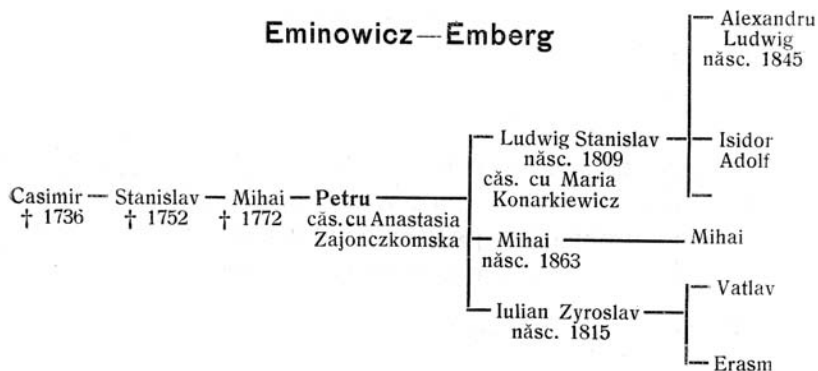 Eminowicz — Emberg
Alexandru
Ludwig
născ. 1845
Ludwig Stanislav
născ. 1809
căs. cu Maria
Konarkiewicz
Isidor
Adolf
Casimir
† 1736
Stanislav
† 1752
Mihai
† 1772
Petru
căs. cu Anastasia
Zajonczkomska
Mihai
născ. 1863
Mihai
Iulian Zyroslav
născ. 1815
Vatlav
Erasm